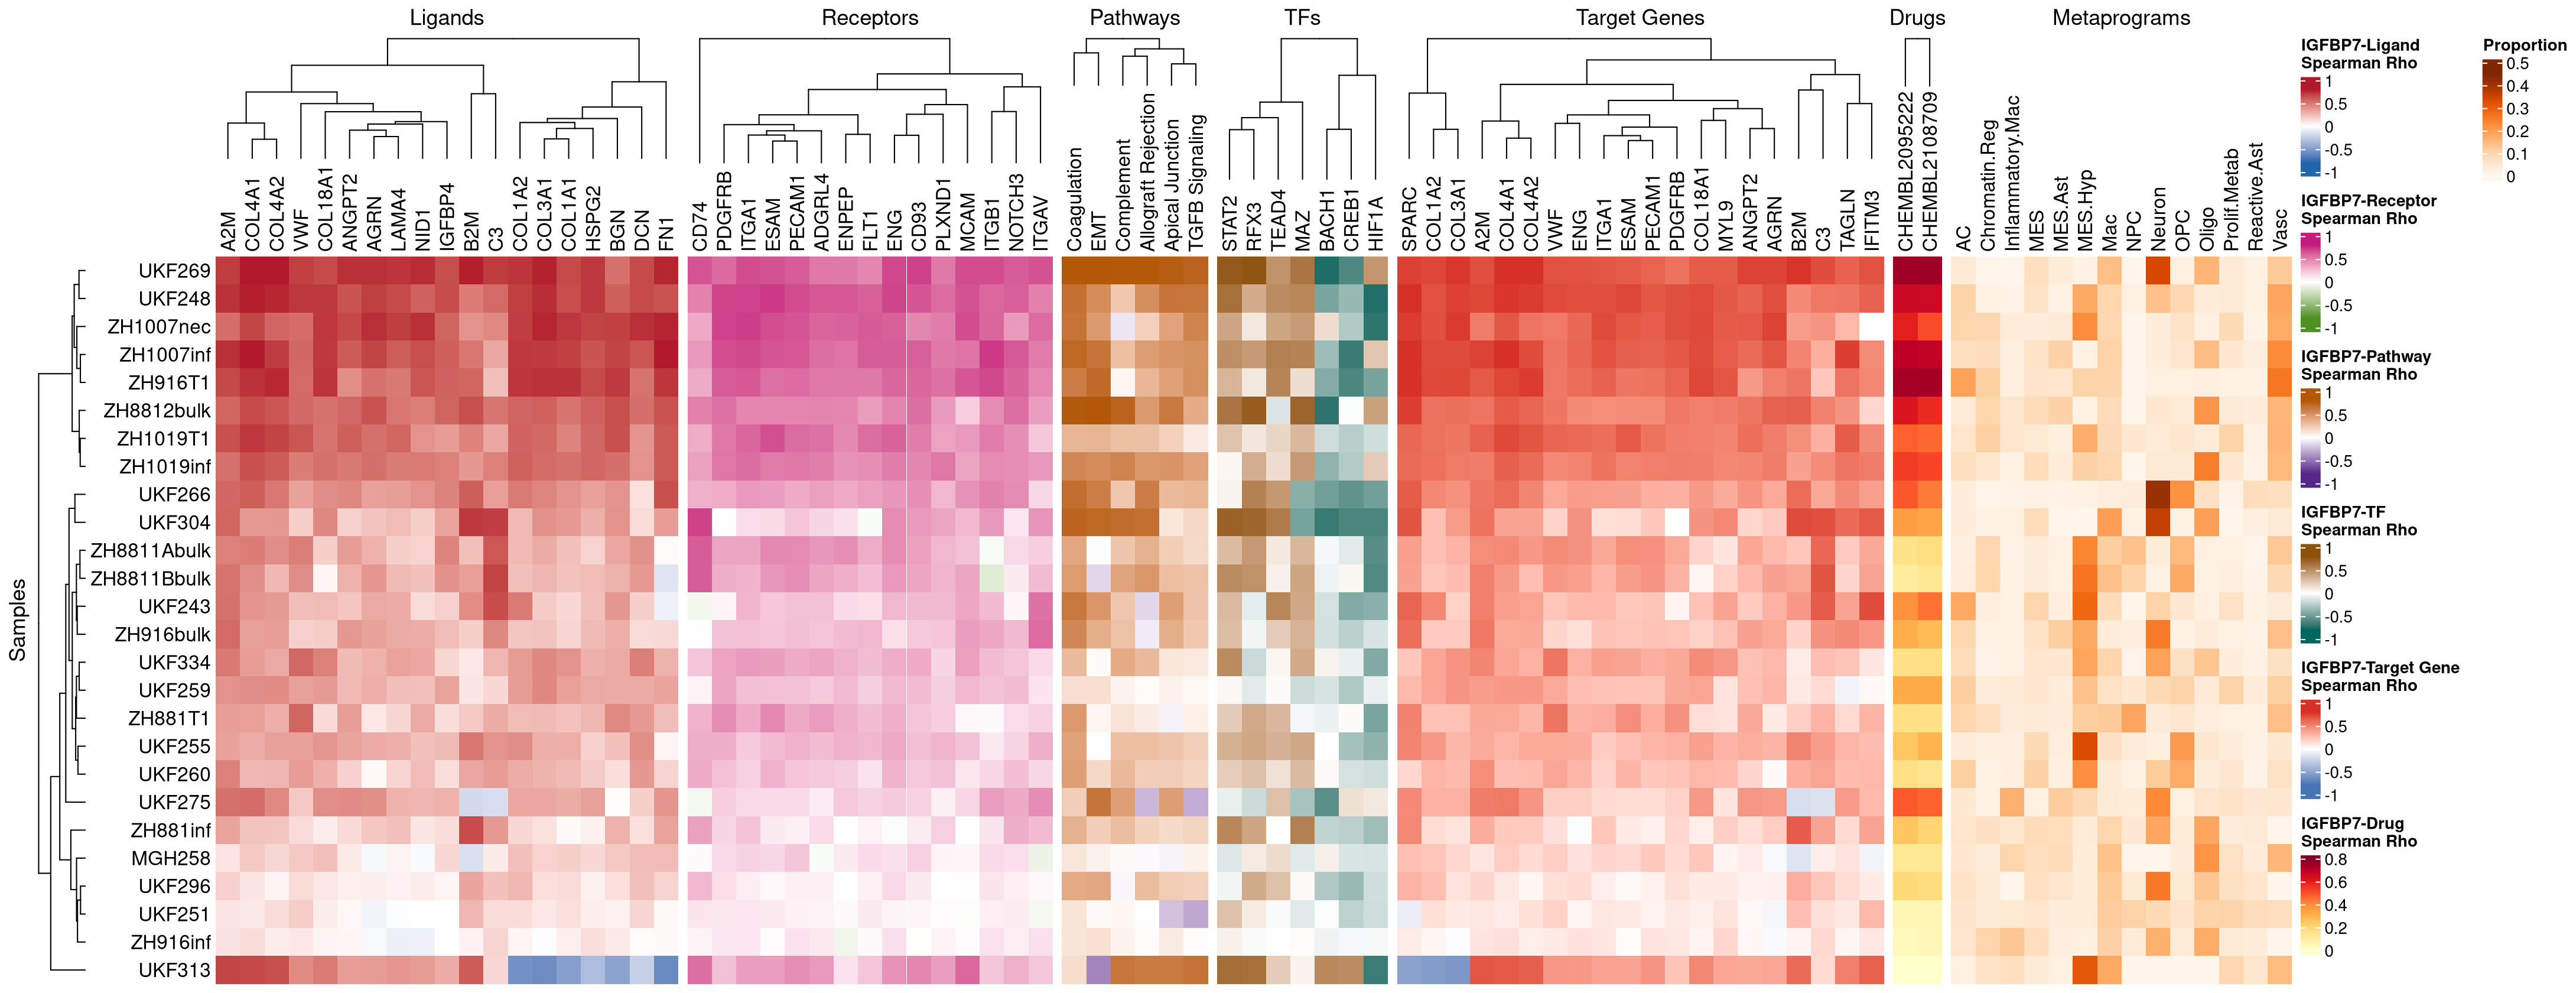 Ligands
Receptors
Pathways
TFs
Target Genes
Drugs
Metaprograms
A2M
COL4A1
COL4A2
VWF
COL18A1
ANGPT2
AGRN
LAMA4
NID1
IGFBP4
B2M
C3
COL1A2
COL3A1
COL1A1
HSPG2
BGN
DCN
FN1
CD74
PDGFRB
ITGA1
ESAM
PECAM1
ADGRL4
ENPEP
FLT1
ENG
CD93
PLXND1
MCAM
ITGB1
NOTCH3
ITGAV
Coagulation
EMT
Complement
Allograft Rejection
Apical Junction
TGFB Signaling
STAT2
RFX3
TEAD4
MAZ
BACH1
CREB1
HIF1A
SPARC
COL1A2
COL3A1
A2M
COL4A1
COL4A2
VWF
ENG
ITGA1
ESAM
PECAM1
PDGFRB
COL18A1
MYL9
ANGPT2
AGRN
B2M
C3
TAGLN
IFITM3
CHEMBL2095222
CHEMBL2108709
AC
Chromatin.Reg
Inflammatory.Mac
MES
MES.Ast
MES.Hyp
Mac
NPC
Neuron
OPC
Oligo
Prolif.Metab
Reactive.Ast
Vasc
Samples
UKF269
UKF248
ZH1007nec
ZH1007inf
ZH916T1
ZH8812bulk
ZH1019T1
ZH1019inf
UKF266
UKF304
ZH8811Abulk
ZH8811Bbulk
UKF243
ZH916bulk
UKF334
UKF259
ZH881T1
UKF255
UKF260
UKF275
ZH881inf
MGH258
UKF296
UKF251
ZH916inf
UKF313
IGFBP7-Ligand
Spearman Rho
1
0.5
0
-0.5
-1
IGFBP7-Receptor
Spearman Rho
1
0.5
0
-0.5
-1
IGFBP7-Pathway
Spearman Rho
1
0.5
0
-0.5
-1
IGFBP7-TF
Spearman Rho
1
0.5
0
-0.5
-1
IGFBP7-Target Gene
Spearman Rho
1
0.5
0
-0.5
-1
IGFBP7-Drug
Spearman Rho
0.8
0.6
0.4
0.2
0
Proportion
0.5
0.4
0.3
0.2
0.1
0